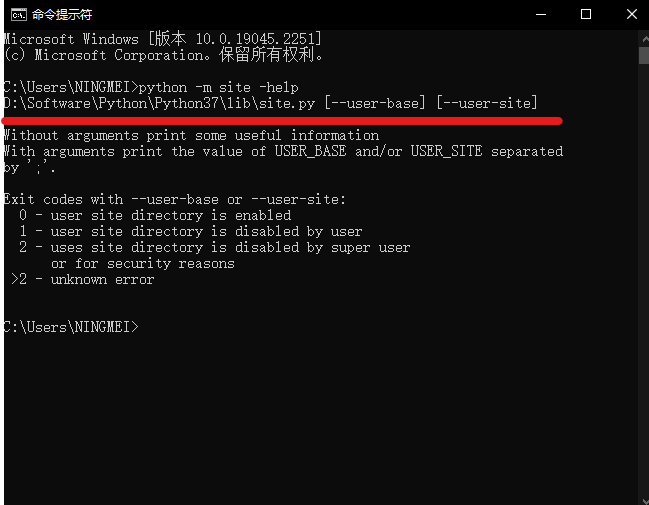 命令提示符
Microsoft Windows [版本 10.0.19045.2251]
(c) Microsoft Corporation。保留所有权利。
C:\Users\NINGMEI>python -m site -help
D:\Software\Python\Python37\lib\site.py [--user-base] [--user-site]
Without arguments print some useful information
With arguments print the value of USER_BASE and/or USER_SITE separated
by ';'.
Exit codes with --user-base or --user-site:
0 - user site directory is enabled
1 - user site directory is disabled by user
2 - uses site directory is disabled by super user
or for security reasons
>2 - unknown error
C:\Users\NINGMEI>